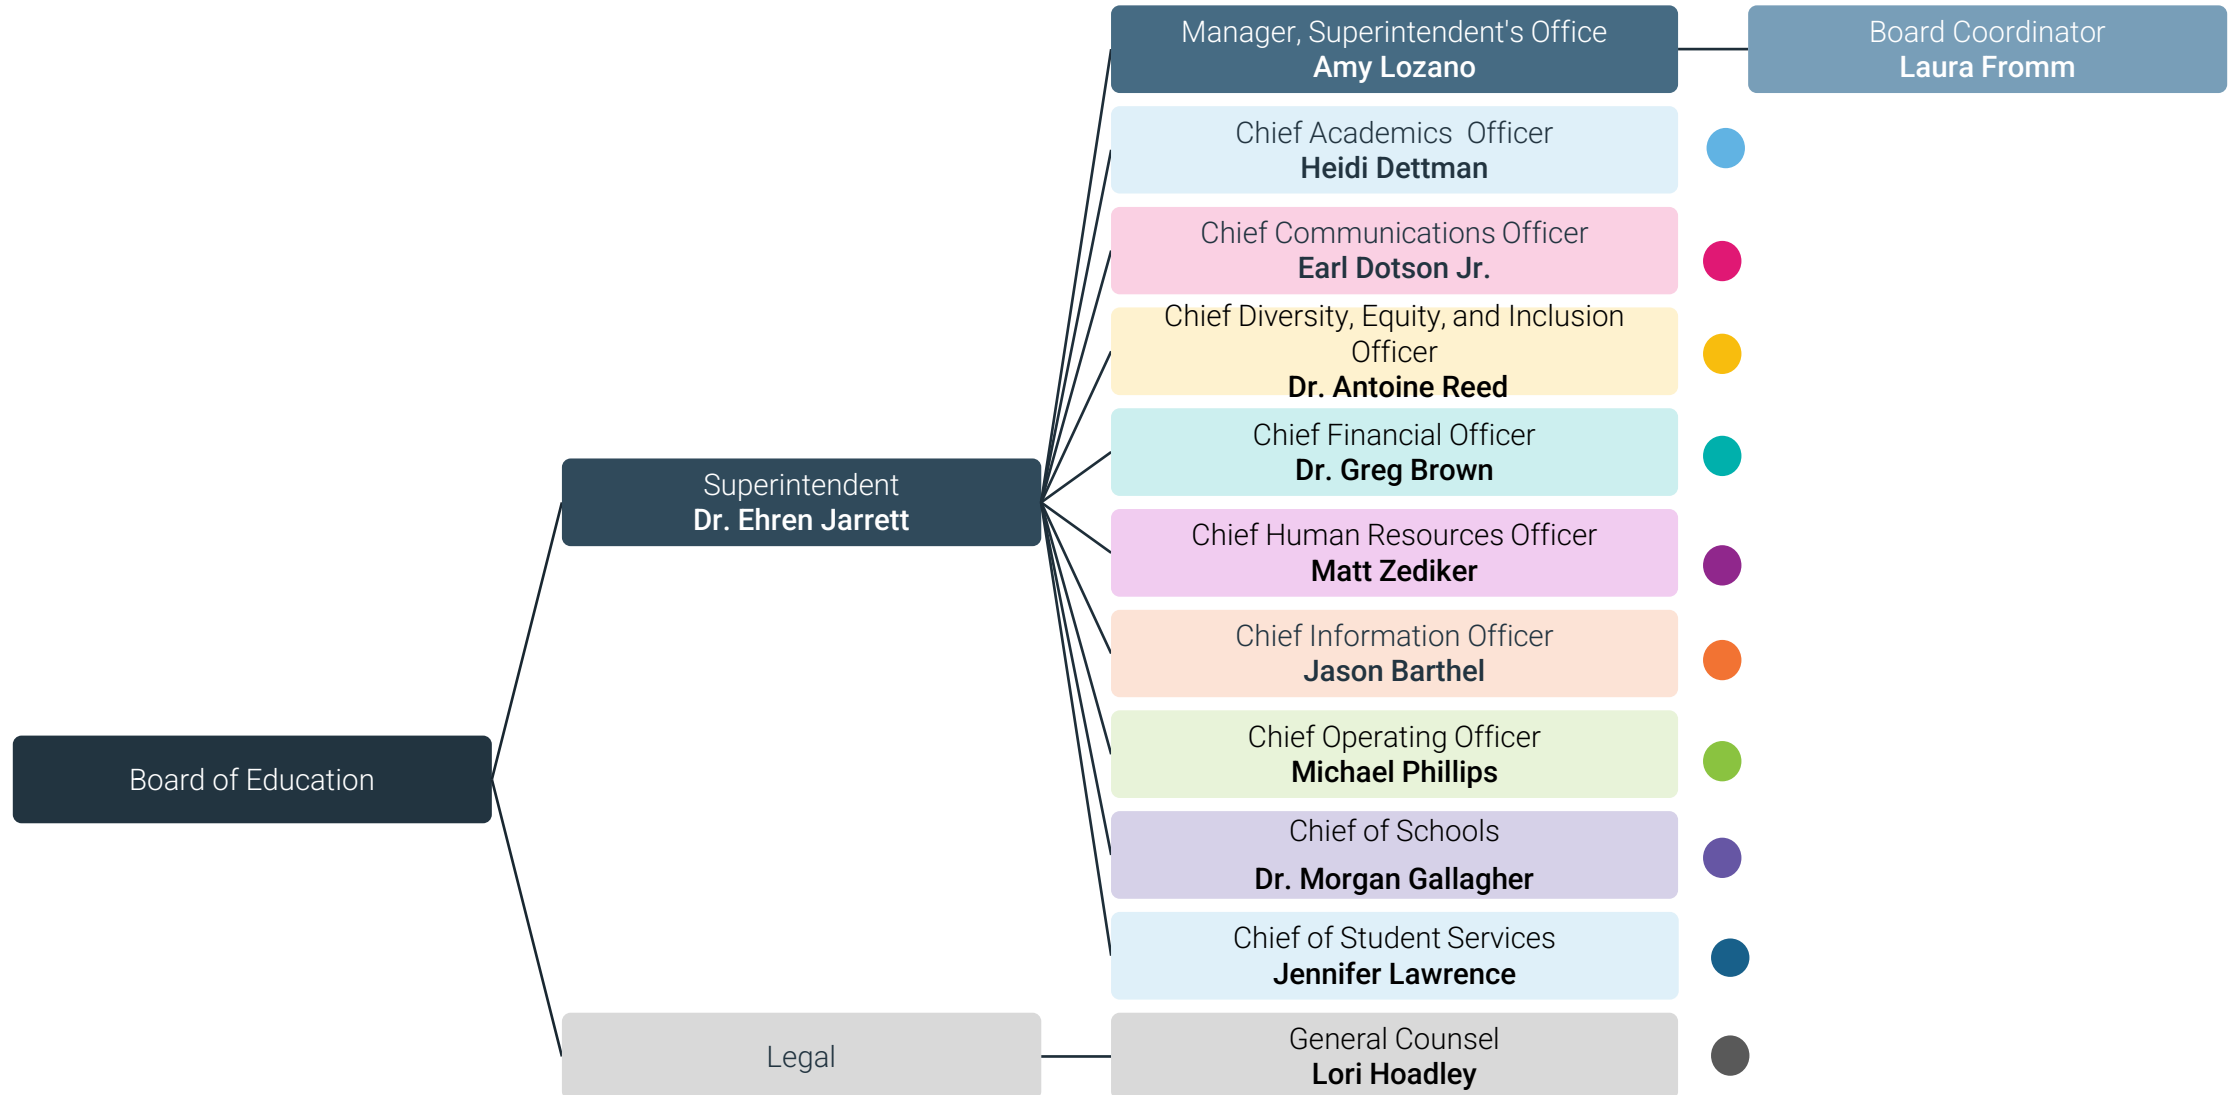 Manager, Superintendent's Office
Amy Lozano
Board Coordinator
Laura Fromm
Chief Academics  Officer
Heidi Dettman
Chief Communications Officer
Earl Dotson Jr.
Chief Diversity, Equity, and Inclusion
Officer
Dr. Antoine Reed
Chief Financial Officer
Dr. Greg Brown
Superintendent
Dr. Ehren Jarrett
Chief Human Resources Officer
Matt Zediker
Chief Information Officer
Jason Barthel
Chief Operating Officer
Michael Phillips
Board of Education
Chief of Schools
Dr. Morgan Gallagher
Chief of Student Services
Jennifer Lawrence
Legal
General Counsel
Lori Hoadley